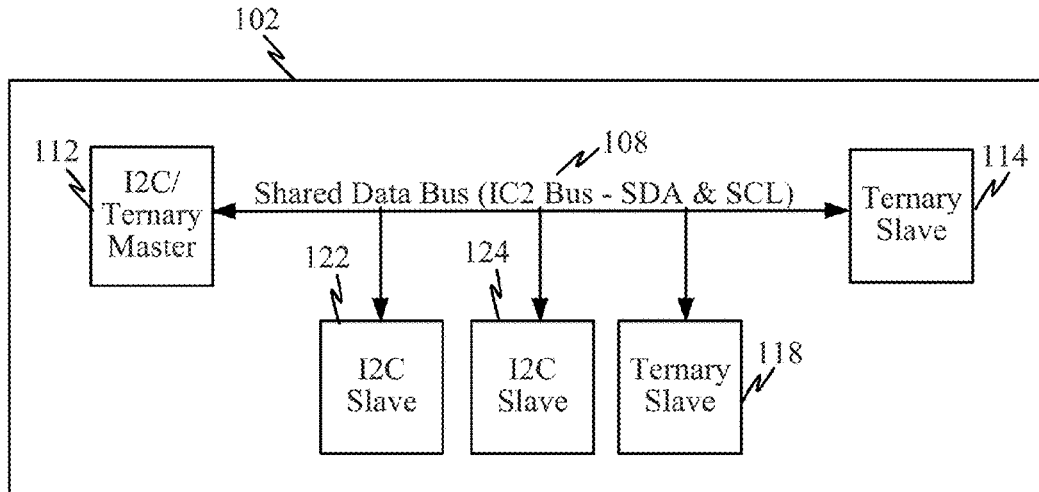 102
112
I2C/
Ternary
Master
108
Shared Data Bus (IC2 Bus - SDA & SCL)
114
Ternary
Slave
122
I2C
Slave
124
I2C
Slave
118
Ternary
Slave